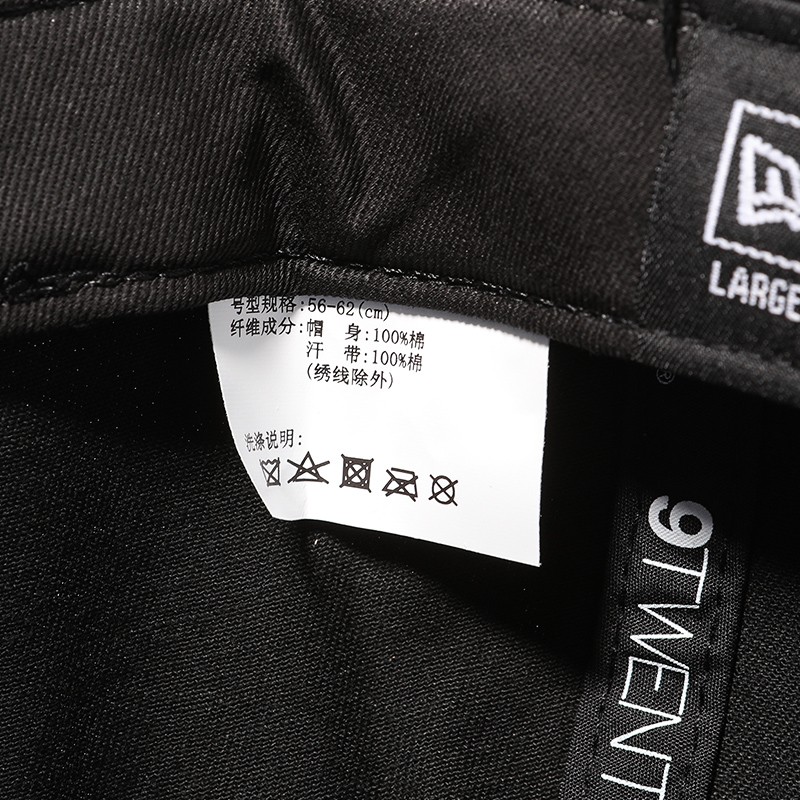 号型规格:56-62(cm)
纤维成分:帽 身:100%棉
汗 带:100%棉
(绣线除外)
洗涤说明:
LARGE
®
9TWENT